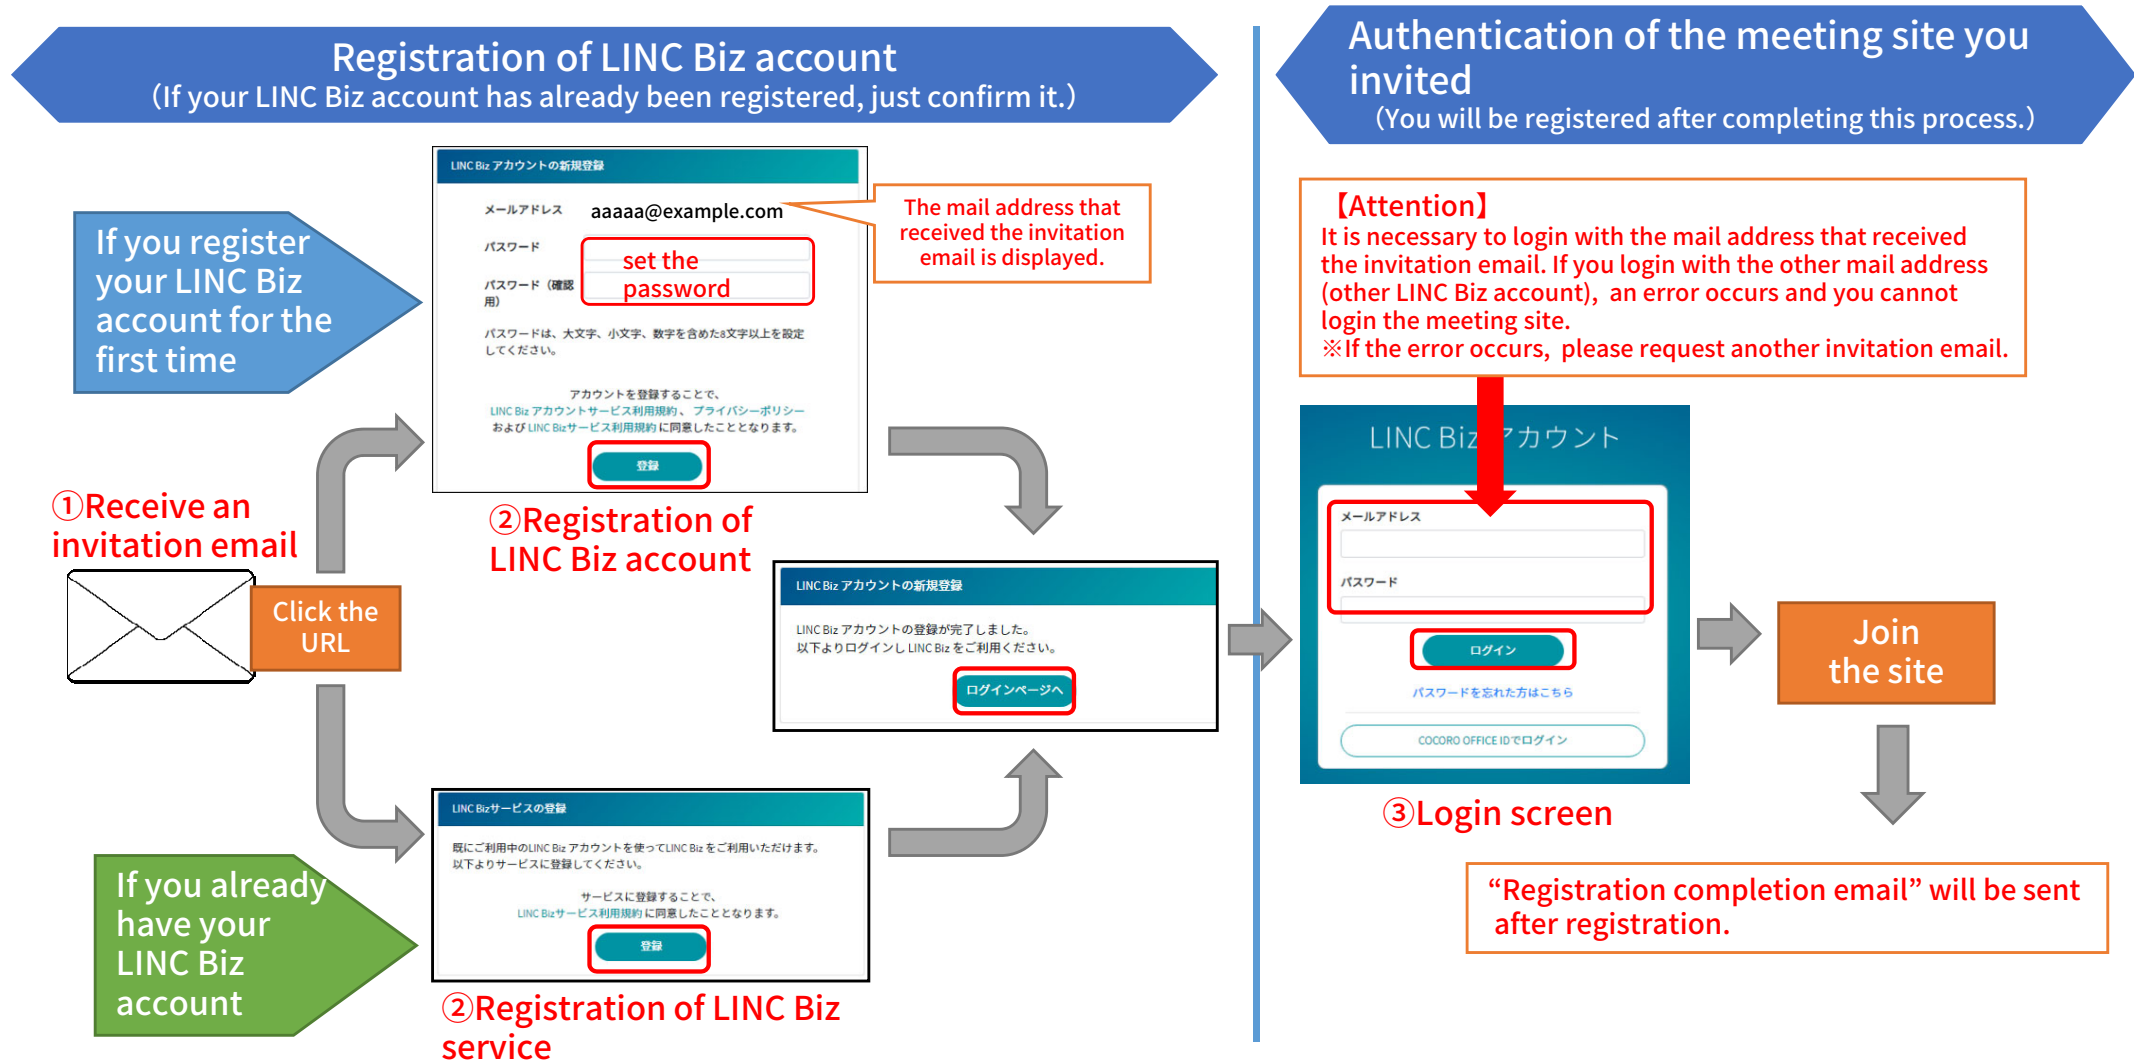 Registration of LINC Biz account
（If your LINC Biz account has already been registered, just confirm it.）
Authentication of the meeting site you
invited
（You will be registered after completing this process.）
If you register
your LINC Biz
account for the
first time
LINC Biz アカウントの新規登録
メールアドレス
aaaaa@example.com
パスワード
set the
password
パスワード（確認
用）
パスワードは、大文字、小文字、数字を含めた8文字以上を設定
してください。
アカウントを登録することで、
LINC Biz アカウントサービス利用規約 、 プライバシーポリシー
および LINC Bizサービス利用規約 に同意したこととなります。
登録
The mail address that
received the invitation
email is displayed.
②Registration of
LINC Biz account
①Receive an
invitation email
Click the
URL
LINC Biz アカウントの新規登録
LINC Biz アカウントの登録が完了しました。
以下よりログインし LINC Biz をご利用ください。
ログインページへ
If you already
have your
LINC Biz
account
LINC Bizサービスの登録
既にご利用中のLINC Biz アカウントを使ってLINC Biz をご利用いただけます。
以下よりサービスに登録してください。
サービスに登録することで、
LINC Bizサービス利用規約 に同意したこととなります。
登録
②Registration of LINC Biz
service
【Attention】
It is necessary to login with the mail address that received
the invitation email. If you login with the other mail address
(other LINC Biz account), an error occurs and you cannot
login the meeting site.
※If the error occurs, please request another invitation email.
LINC Biz アカウント
メールアドレス
パスワード
ログイン
パスワードを忘れた方はこちら
COCORO OFFICE IDでログイン
③Login screen
Join
the site
“Registration completion email” will be sent
after registration.